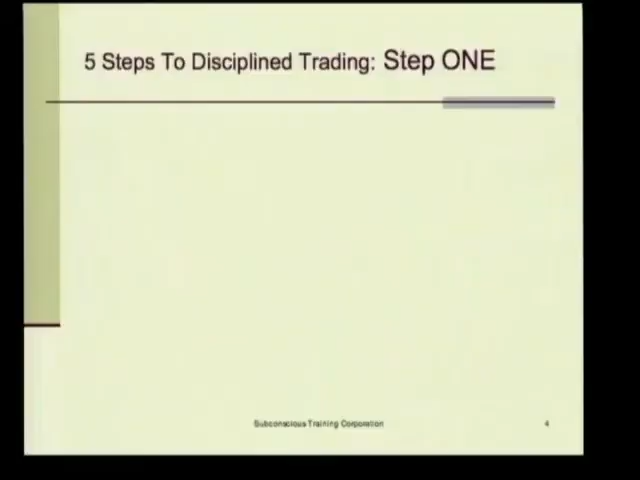 5 Steps To Disciplined Trading: Step ONE
Subconscious Training Corporation
4